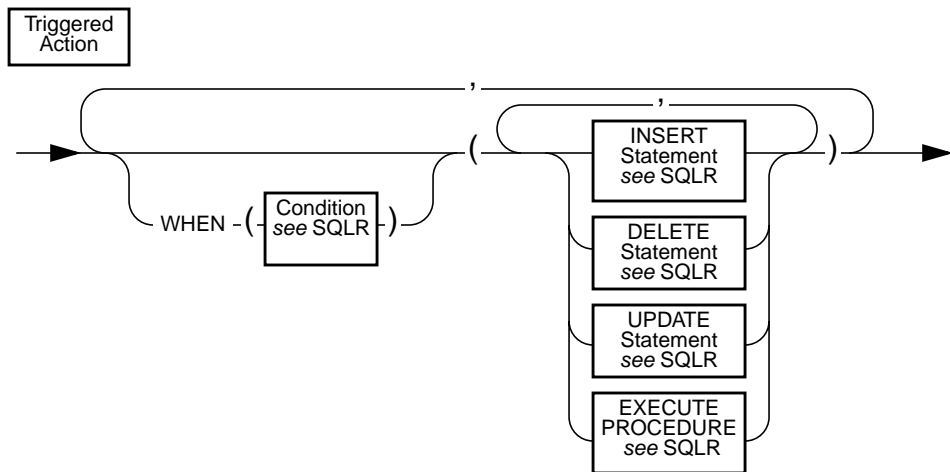 Triggered
Action
,
,
(
INSERT
Statement
see SQLR
)
WHEN
(
Condition
see SQLR
)
DELETE
Statement
see SQLR
UPDATE
Statement
see SQLR
EXECUTE
PROCEDURE
see SQLR